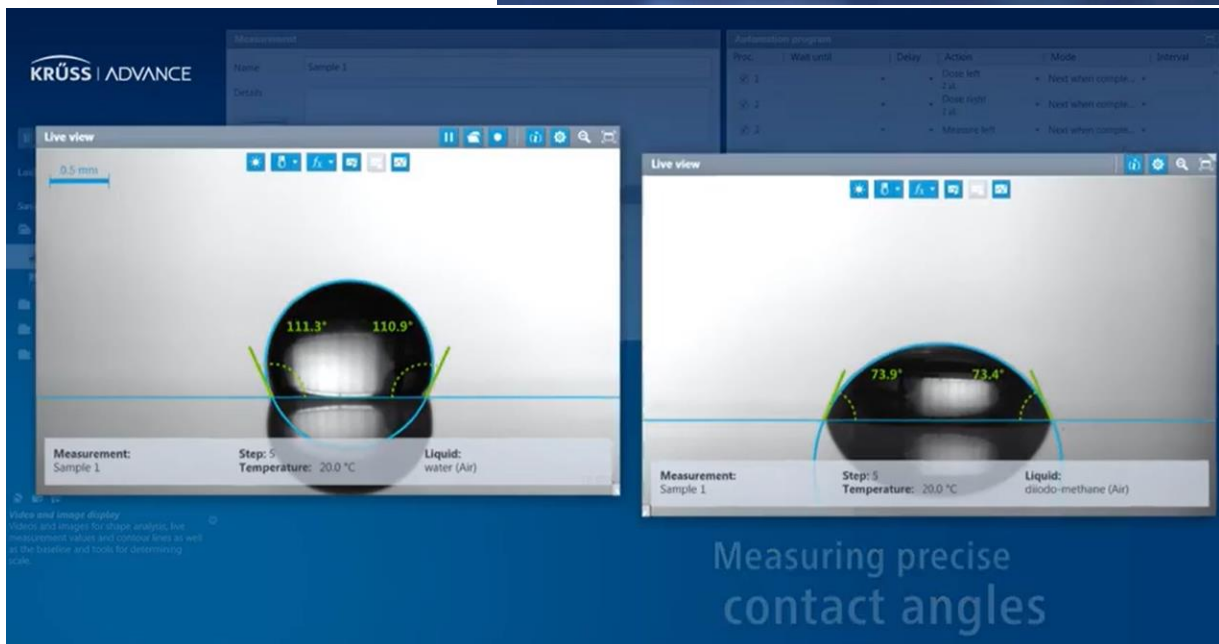 KRÜSS | ADVANCE
Measurement
Name Sample 1
Details
Automation program
Proc. Wait until Delay Action Mode Interval
1 Dose left Next when comple...
2 µL
2 Dose right Next when comple...
2 Measure left Next when comple...
Live view
0.5 mm
111.3° 110.9°
Measurement: Step: 5 Liquid:
Sample 1 Temperature: 20.0 °C water (Air)
Live view
73.9° 73.4°
Measurement: Step: 5 Liquid:
Sample 1 Temperature: 20.0 °C diiodo-methane (Air)
Video and image display
Videos and images for shape analysis, live
measurement values and contour lines as well
as the baseline and tools for determining
scale.
Measuring precise
contact angles